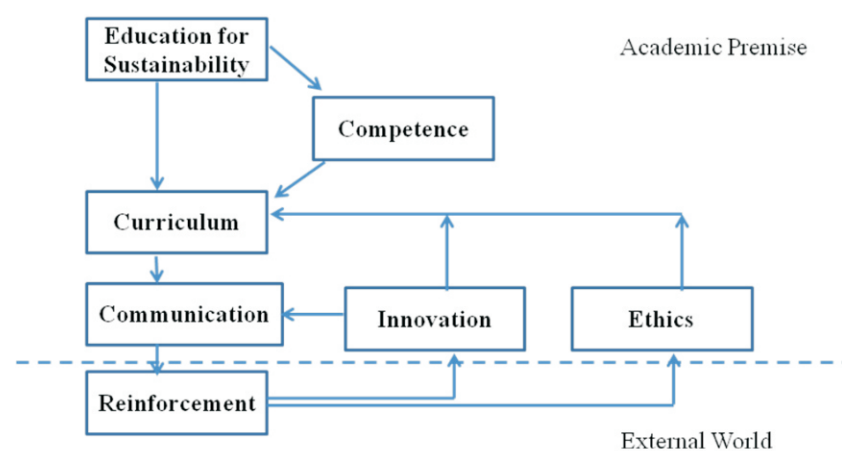 Education for
Sustainability
Academic Premise
Competence
Curriculum
Communication
Innovation
Ethics
Reinforcement
External World